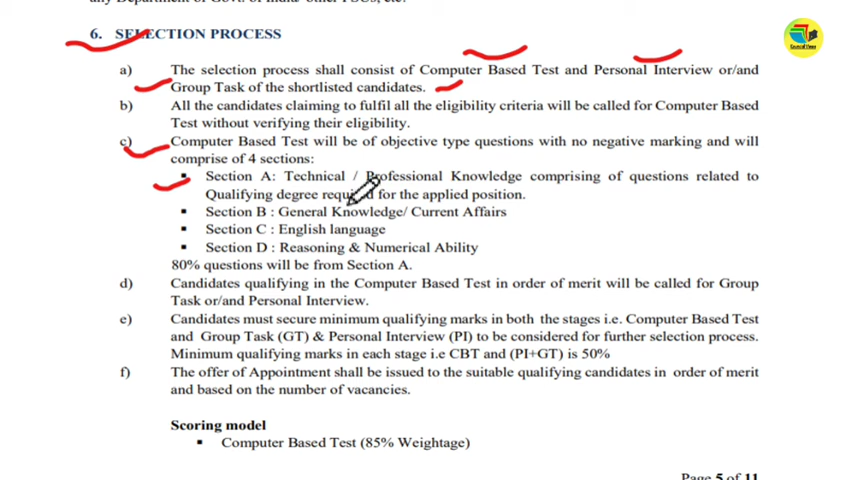 any Department of Govt. of India/ other PSUs, etc.
6. SELECTION PROCESS
a) The selection process shall consist of Computer Based Test and Personal Interview or/and
Group Task of the shortlisted candidates.
b) All the candidates claiming to fulfil all the eligibility criteria will be called for Computer Based
Test without verifying their eligibility.
c) Computer Based Test will be of objective type questions with no negative marking and will
comprise of 4 sections:
▪ Section A: Technical / Professional Knowledge comprising of questions related to
Qualifying degree required for the applied position.
▪ Section B : General Knowledge/ Current Affairs
▪ Section C : English language
▪ Section D : Reasoning & Numerical Ability
80% questions will be from Section A.
d) Candidates qualifying in the Computer Based Test in order of merit will be called for Group
Task or/and Personal Interview.
e) Candidates must secure minimum qualifying marks in both the stages i.e. Computer Based Test
and Group Task (GT) & Personal Interview (PI) to be considered for further selection process.
Minimum qualifying marks in each stage i.e CBT and (PI+GT) is 50%
f) The offer of Appointment shall be issued to the suitable qualifying candidates in order of merit
and based on the number of vacancies.
Scoring model
▪ Computer Based Test (85% Weightage)
Page 5 of 11